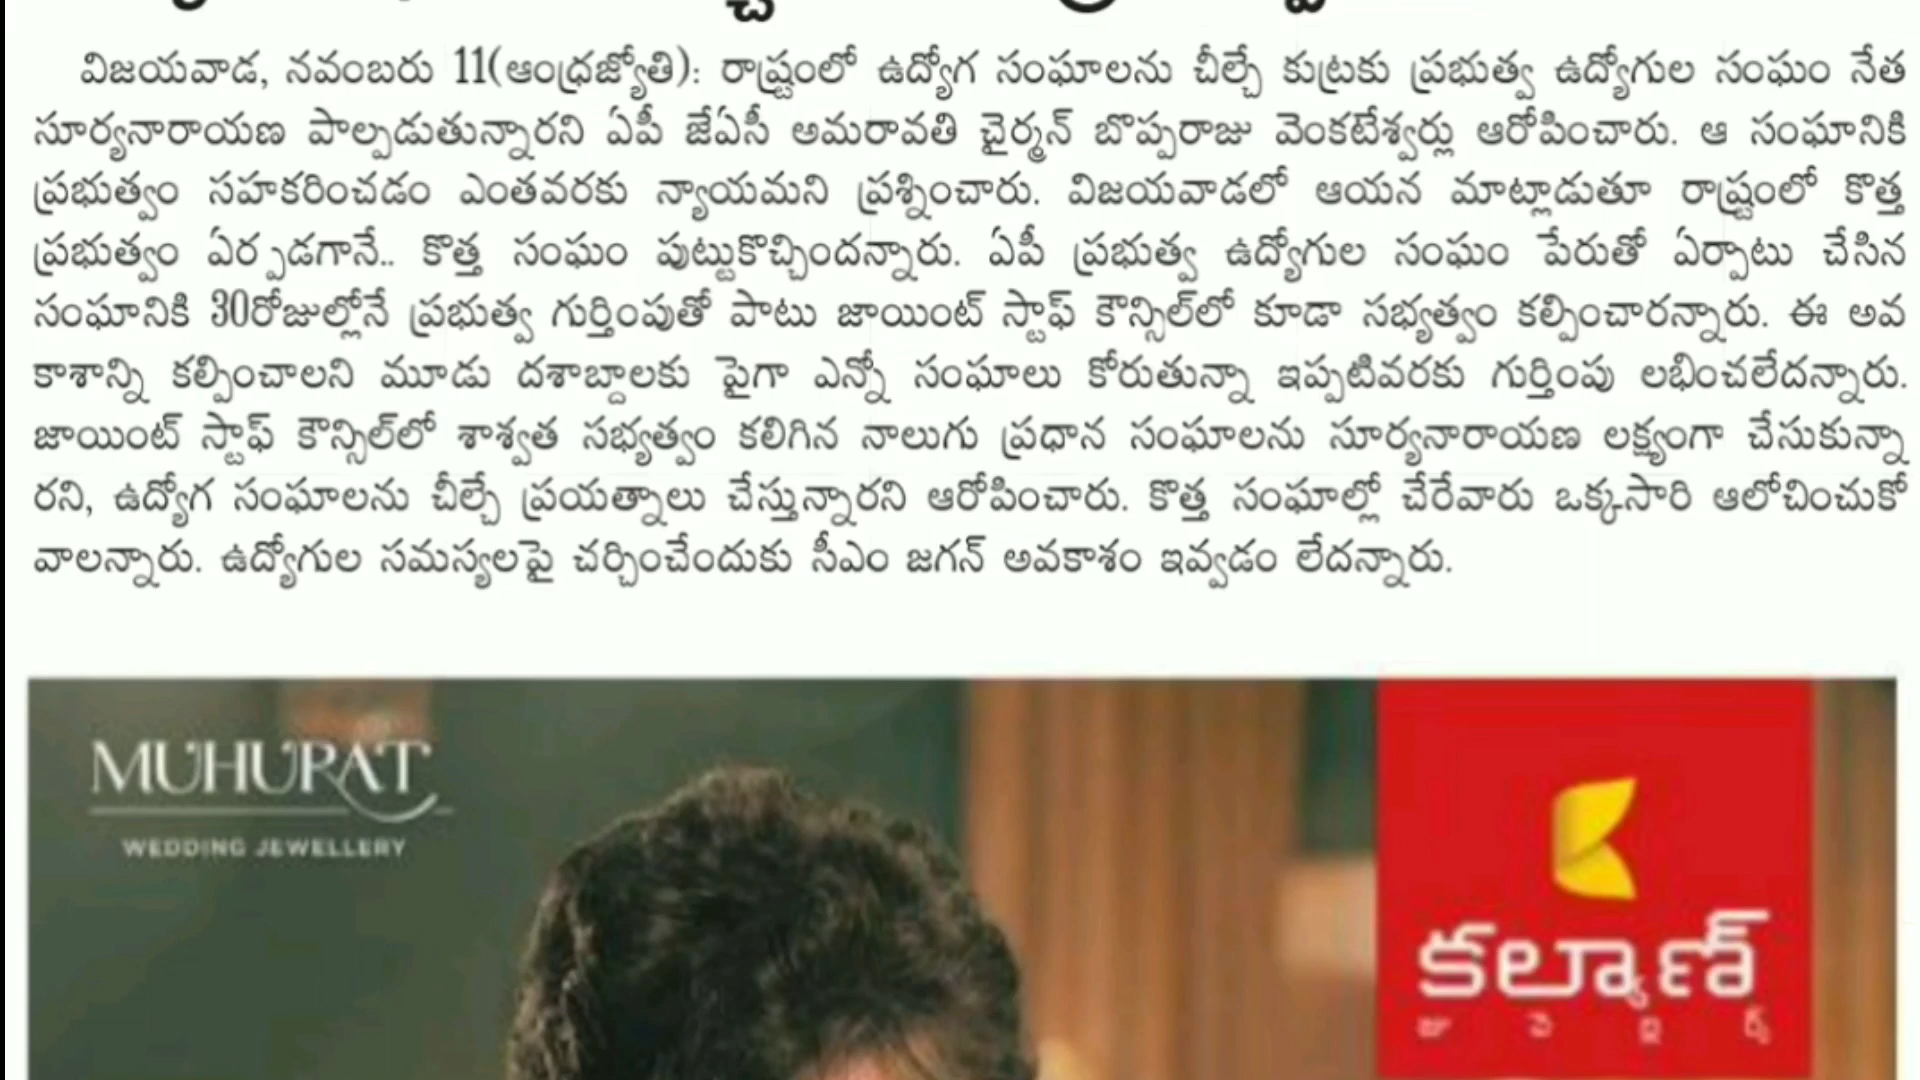 విజయవాడ, నవంబరు 11(ఆంధ్రజ్యోతి): రాష్ట్రంలో ఉద్యోగ సంఘాలను చీల్చే కుట్రకు ప్రభుత్వ ఉద్యోగుల సంఘం నేత
సూర్యనారాయణ పాల్పడుతున్నారని ఏపీ జేఏసీ అమరావతి ఛైర్మన్ బొప్పరాజు వెంకటేశ్వర్లు ఆరోపించారు. ఆ సంఘానికి
ప్రభుత్వం సహకరించడం ఎంతవరకు న్యాయమని ప్రశ్నించారు. విజయవాడలో ఆయన మాట్లాడుతూ రాష్ట్రంలో కొత్త
ప్రభుత్వం ఏర్పడగానే.. కొత్త సంఘం పుట్టుకొచ్చిందన్నారు. ఏపీ ప్రభుత్వ ఉద్యోగుల సంఘం పేరుతో ఏర్పాటు చేసిన
సంఘానికి 30రోజుల్లోనే ప్రభుత్వ గుర్తింపుతో పాటు జాయింట్ స్టాఫ్ కౌన్సిల్‌లో కూడా సభ్యత్వం కల్పించారన్నారు. ఈ అవ
కాశాన్ని కల్పించాలని మూడు దశాబ్దాలకు పైగా ఎన్నో సంఘాలు కోరుతున్నా ఇప్పటివరకు గుర్తింపు లభించలేదన్నారు.
జాయింట్ స్టాఫ్ కౌన్సిల్‌లో శాశ్వత సభ్యత్వం కలిగిన నాలుగు ప్రధాన సంఘాలను సూర్యనారాయణ లక్ష్యంగా చేసుకున్నా
రని, ఉద్యోగ సంఘాలను చీల్చే ప్రయత్నాలు చేస్తున్నారని ఆరోపించారు. కొత్త సంఘాల్లో చేరేవారు ఒక్కసారి ఆలోచించుకో
వాలన్నారు. ఉద్యోగుల సమస్యలపై చర్చించేందుకు సీఎం జగన్ అవకాశం ఇవ్వడం లేదన్నారు.
MUHURAT
WEDDING JEWELLERY
కల్యాణ్
జువెల్లర్స్